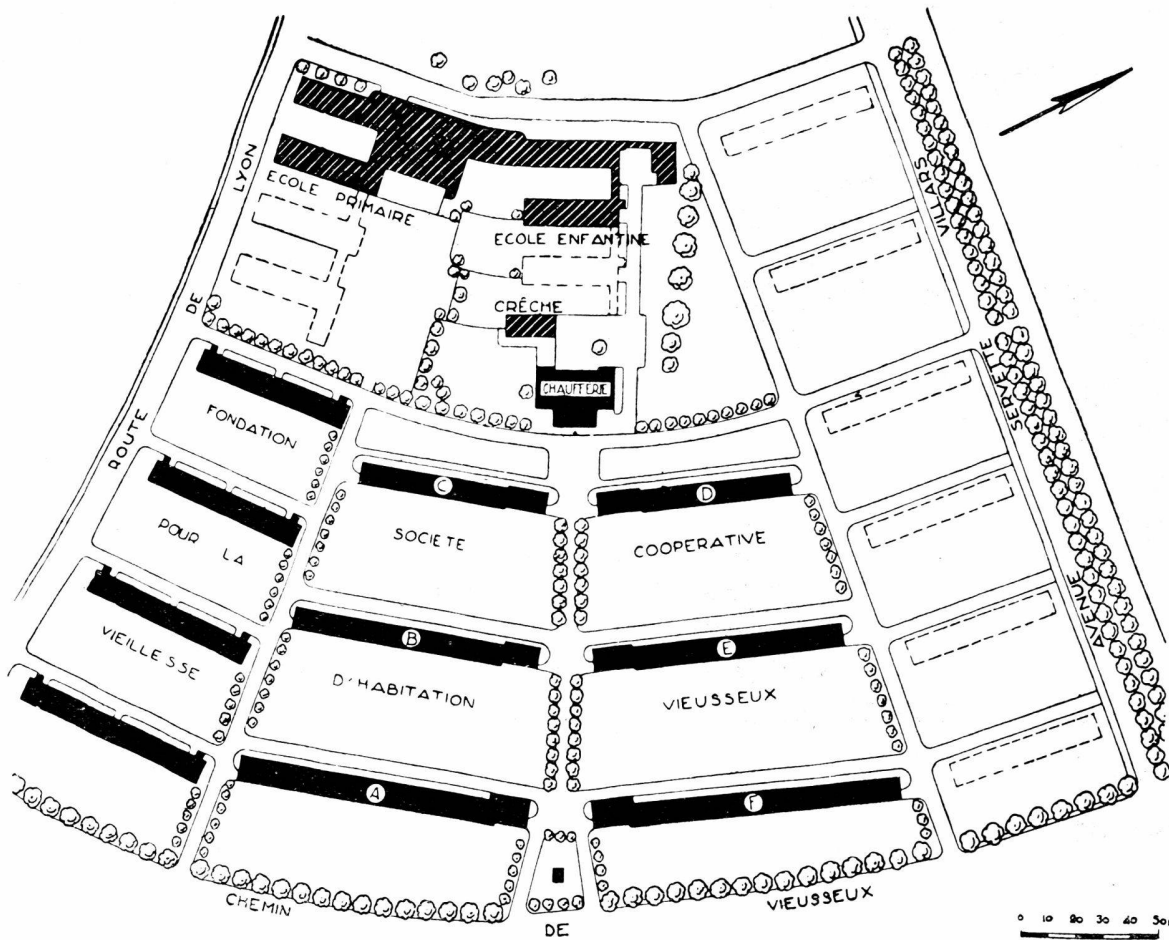 ECOLE PRIMAIRE
ECOLE ENFANTINE
CRÊCHE
CHAUFFERIE
ROUTE DE LYON
FONDATION
POUR LA
VIEILLESSE
C
D
SOCIETE
COOPERATIVE
B
E
D'HABITATION
VIEUSSEUX
A
F
CHEMIN DE VIEUSSEUX
AVENUE SERVETTE VILLARS
0 10 20 30 40 50